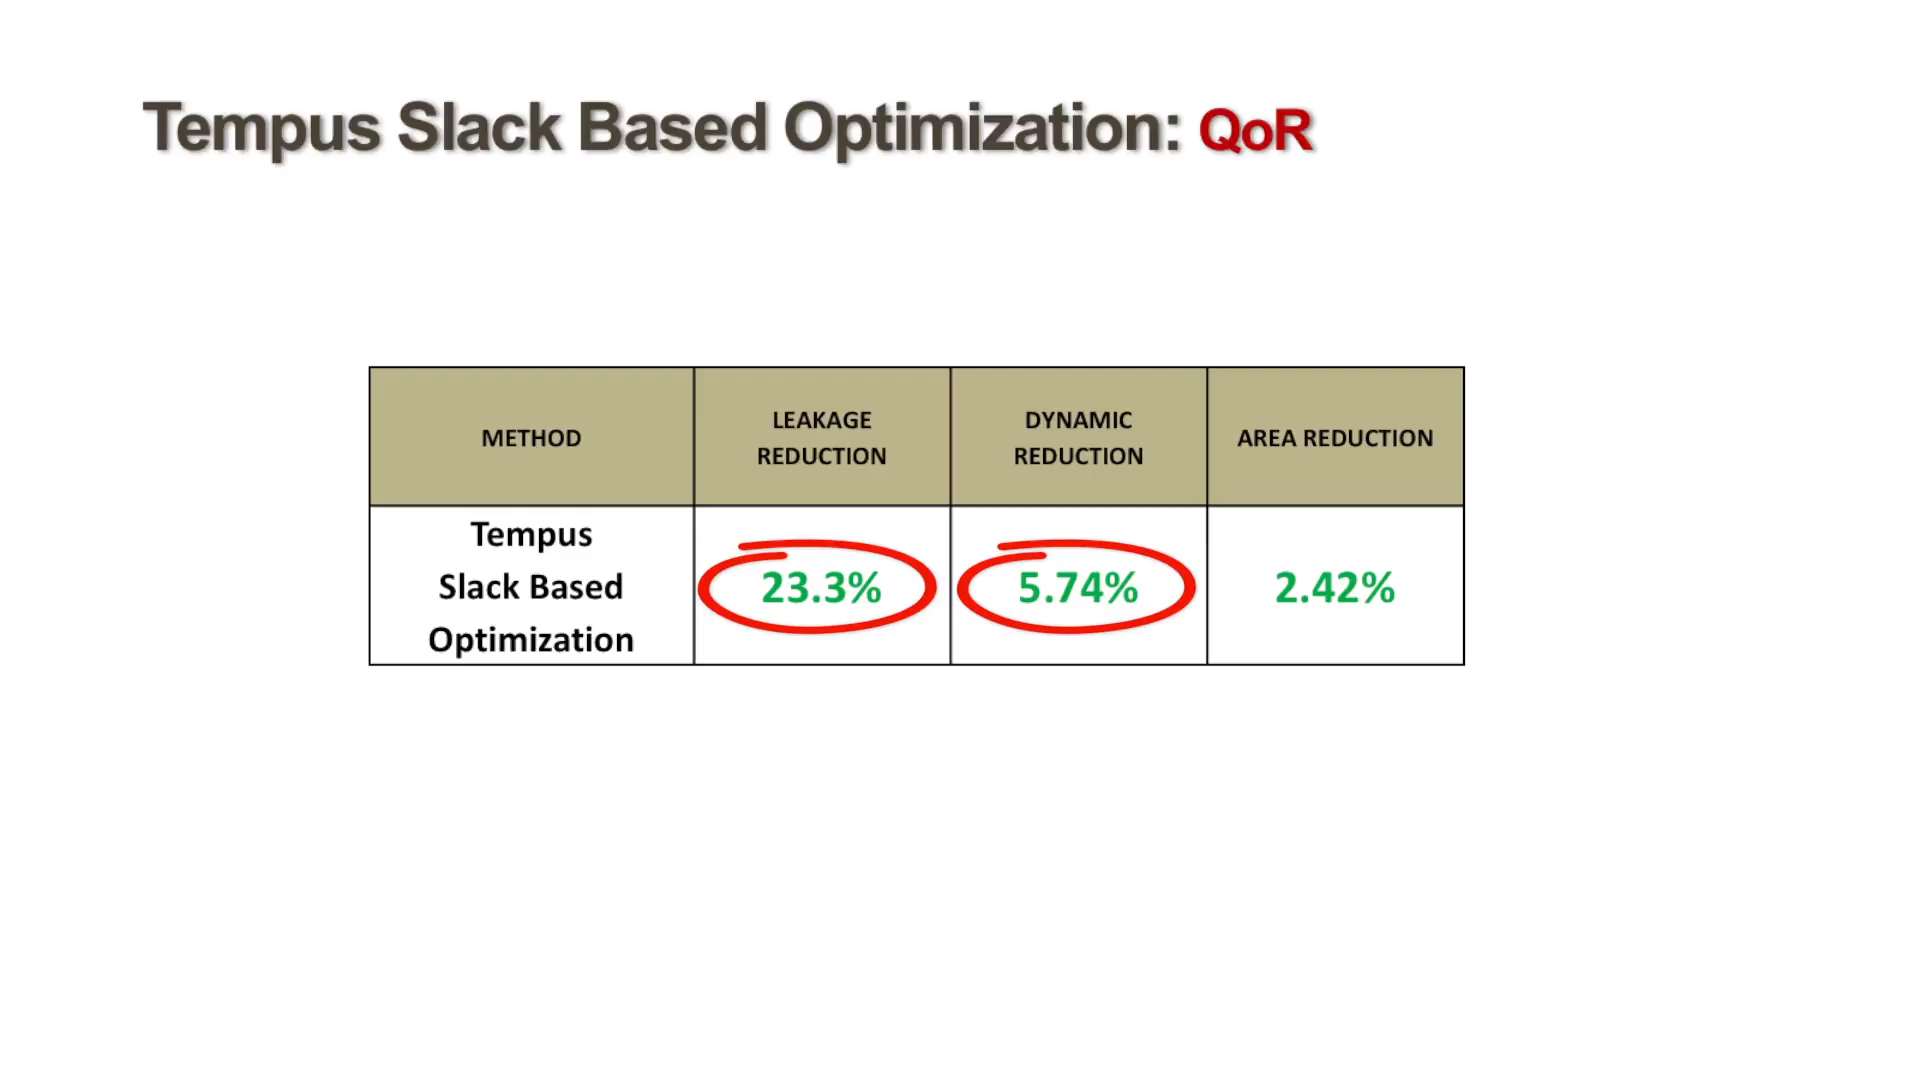 Tempus Slack Based Optimization: QoR
METHOD
LEAKAGE
REDUCTION
DYNAMIC
REDUCTION
AREA REDUCTION
Tempus
Slack Based
Optimization
23.3%
5.74%
2.42%